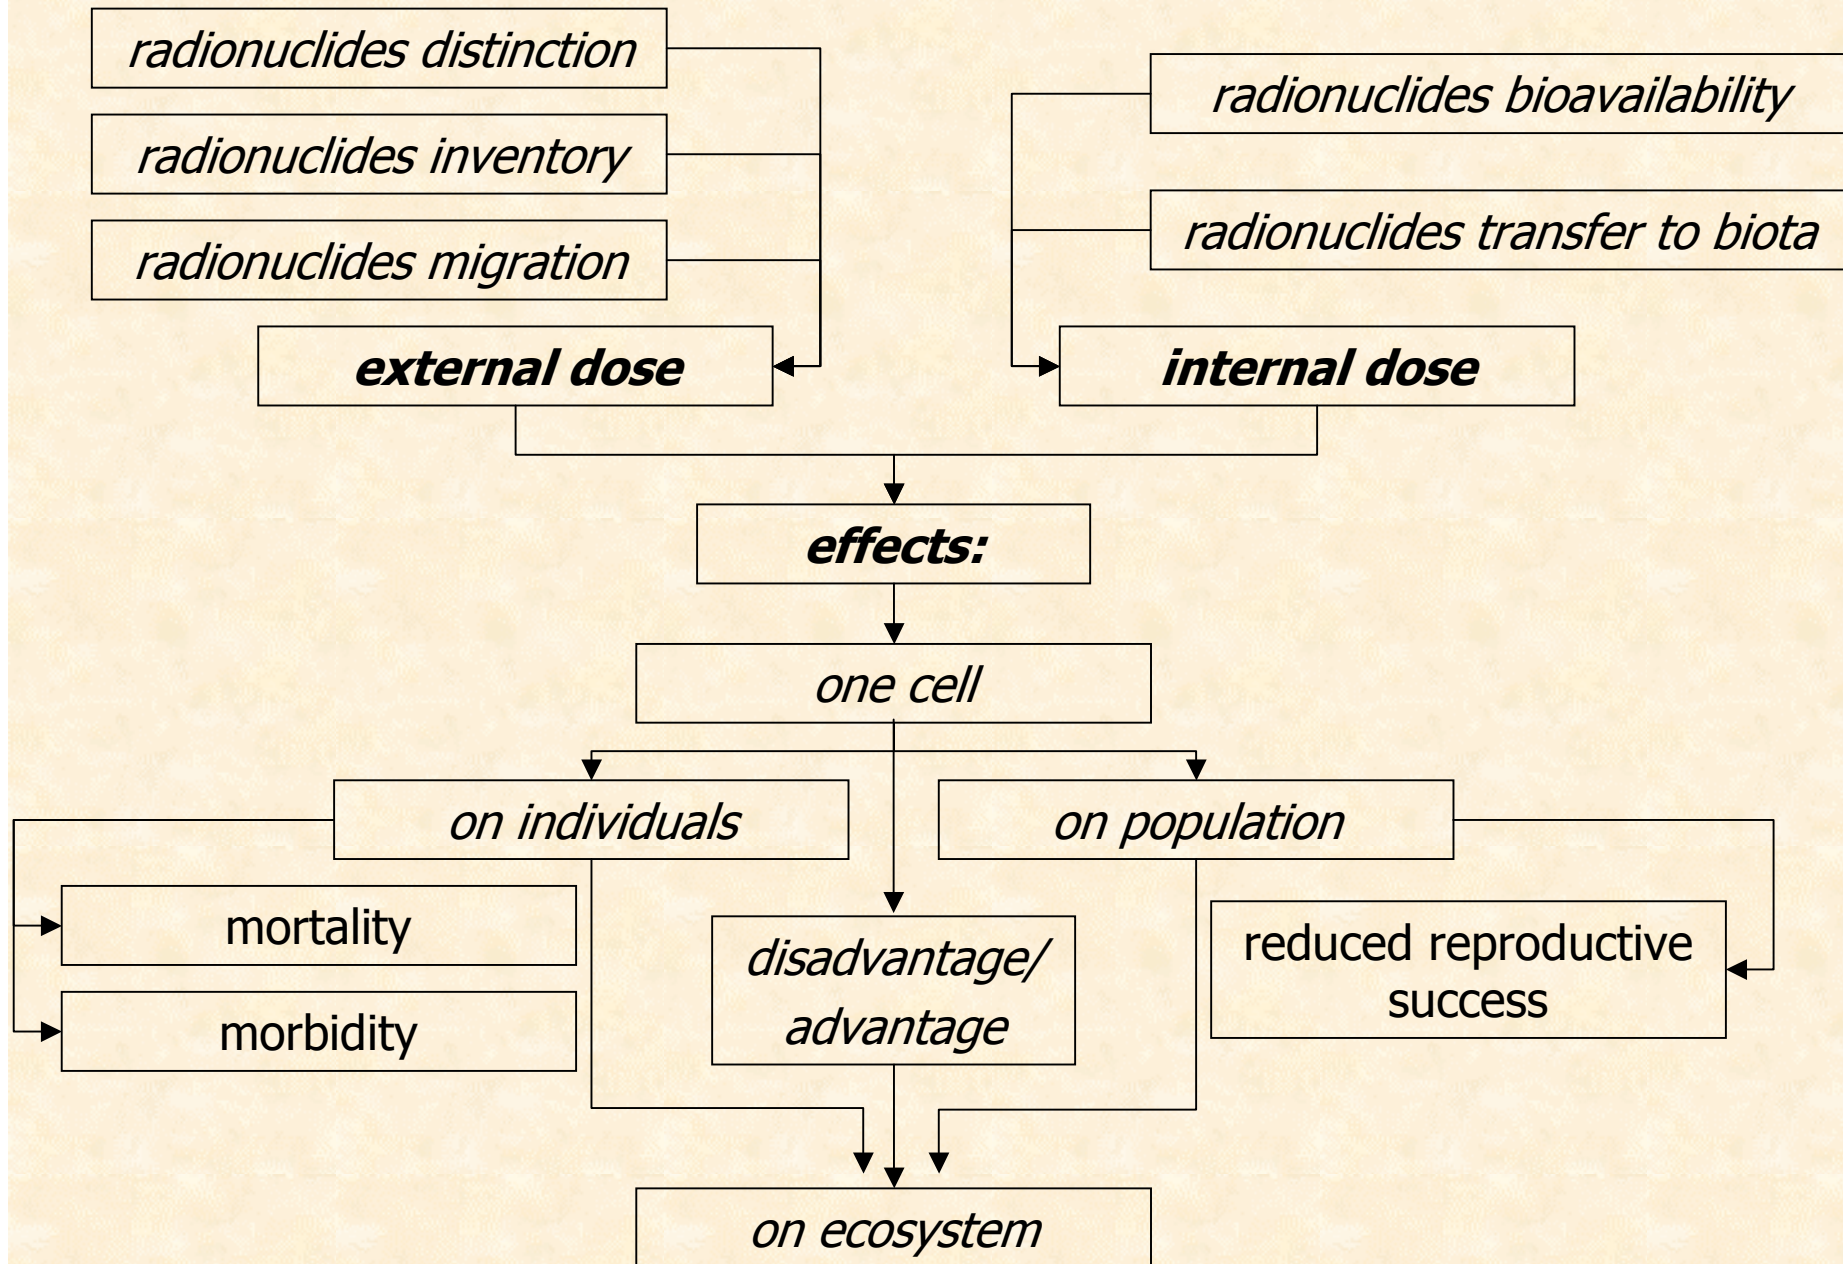 radionuclides distinction
radionuclides bioavailability
radionuclides inventory
radionuclides transfer to biota
radionuclides migration
external dose
internal dose
effects:
one cell
on individuals
on population
mortality
disadvantage/
advantage
reduced reproductive
success
morbidity
on ecosystem